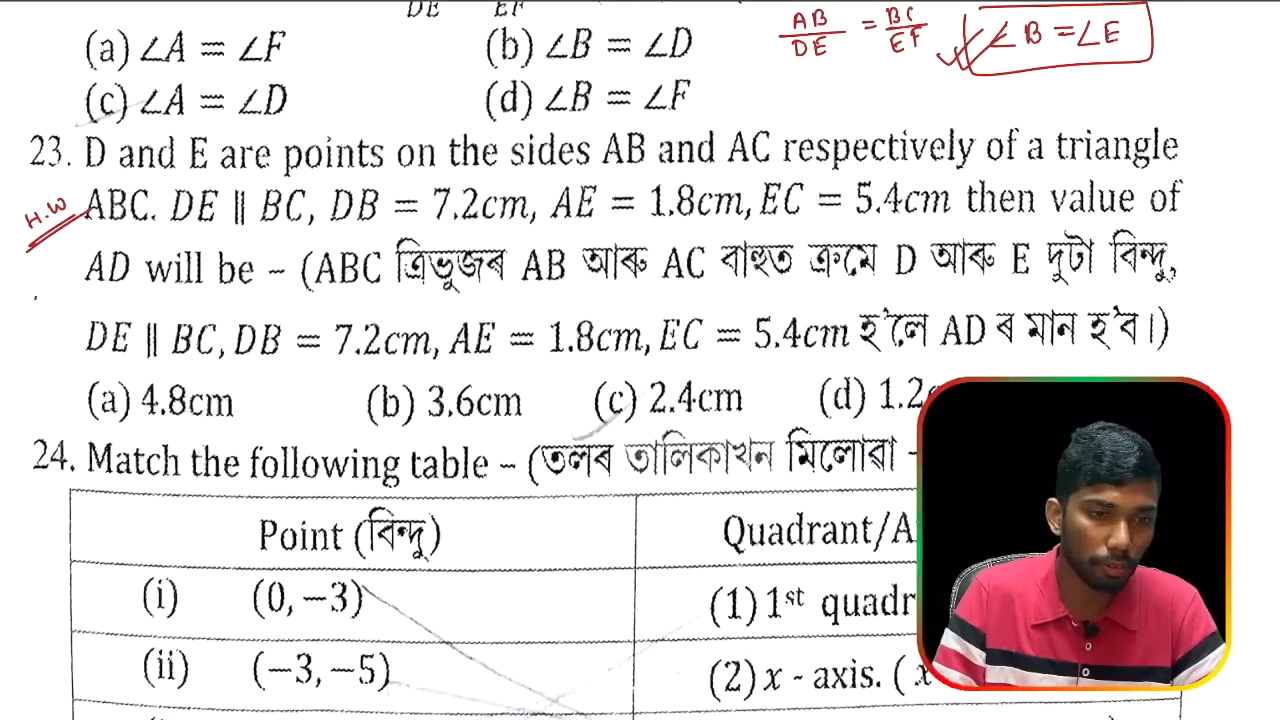 DE EF
AB/DE = BC/EF ∠B = ∠E
(a) ∠A = ∠F (b) ∠B = ∠D
(c) ∠A = ∠D (d) ∠B = ∠F
23. D and E are points on the sides AB and AC respectively of a triangle
H.W ABC. DE ∥ BC, DB = 7.2cm, AE = 1.8cm, EC = 5.4cm then value of
AD will be – (ABC ত্ৰিভুজৰ AB আৰু AC বাহুত ক্ৰমে D আৰু E দুটা বিন্দু,
DE ∥ BC, DB = 7.2cm, AE = 1.8cm, EC = 5.4cm হ'লে AD ৰ মান হ'ব।)
(a) 4.8cm (b) 3.6cm (c) 2.4cm (d) 1.2
24. Match the following table – (তলৰ তালিকাখন মিলোৱা –
Point (বিন্দু) Quadrant/A
(i) (0, −3) (1) 1st quadr
(ii) (−3, −5) (2) x - axis. ( x